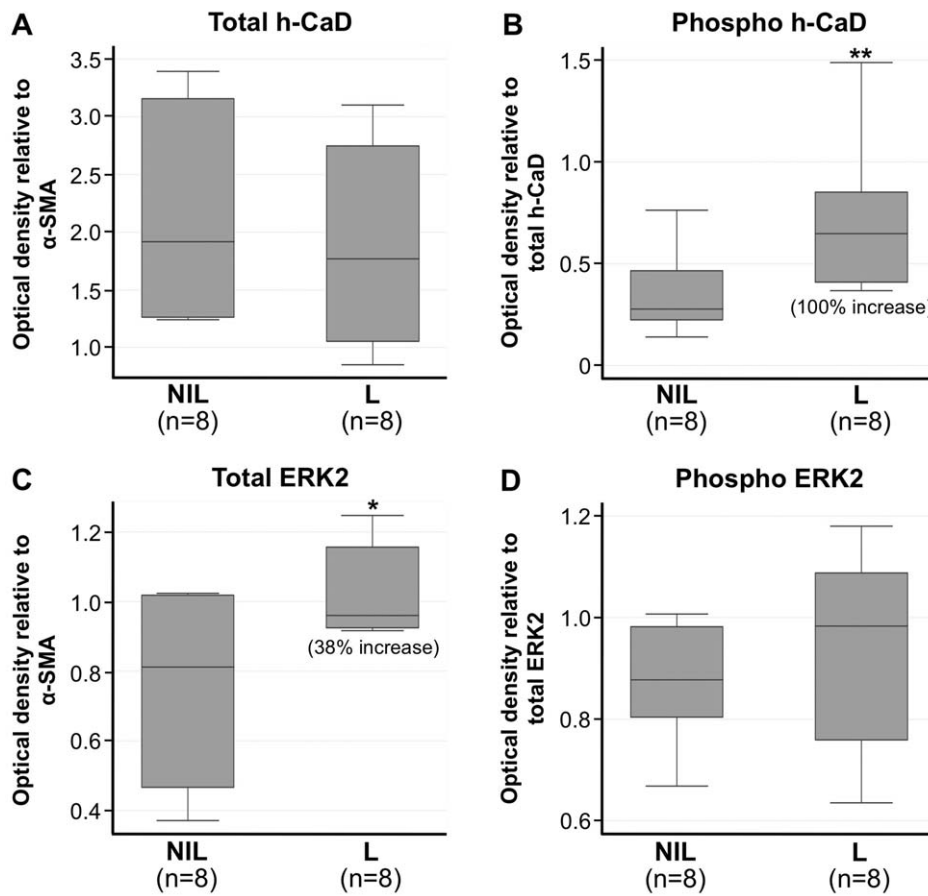 A
Total h-CaD
Optical density relative to
α-SMA
3.5
3.0
2.5
2.0
1.5
1.0
NIL
(n=8)
L
(n=8)
B
Phospho h-CaD
Optical density relative to
total h-CaD
1.5
1.0
0.5
0
**
(100% increase)
NIL
(n=8)
L
(n=8)
C
Total ERK2
Optical density relative to
α-SMA
1.2
1.0
0.8
0.6
0.4
*
(38% increase)
NIL
(n=8)
L
(n=8)
D
Phospho ERK2
Optical density relative to
total ERK2
1.2
1.0
0.8
0.6
NIL
(n=8)
L
(n=8)